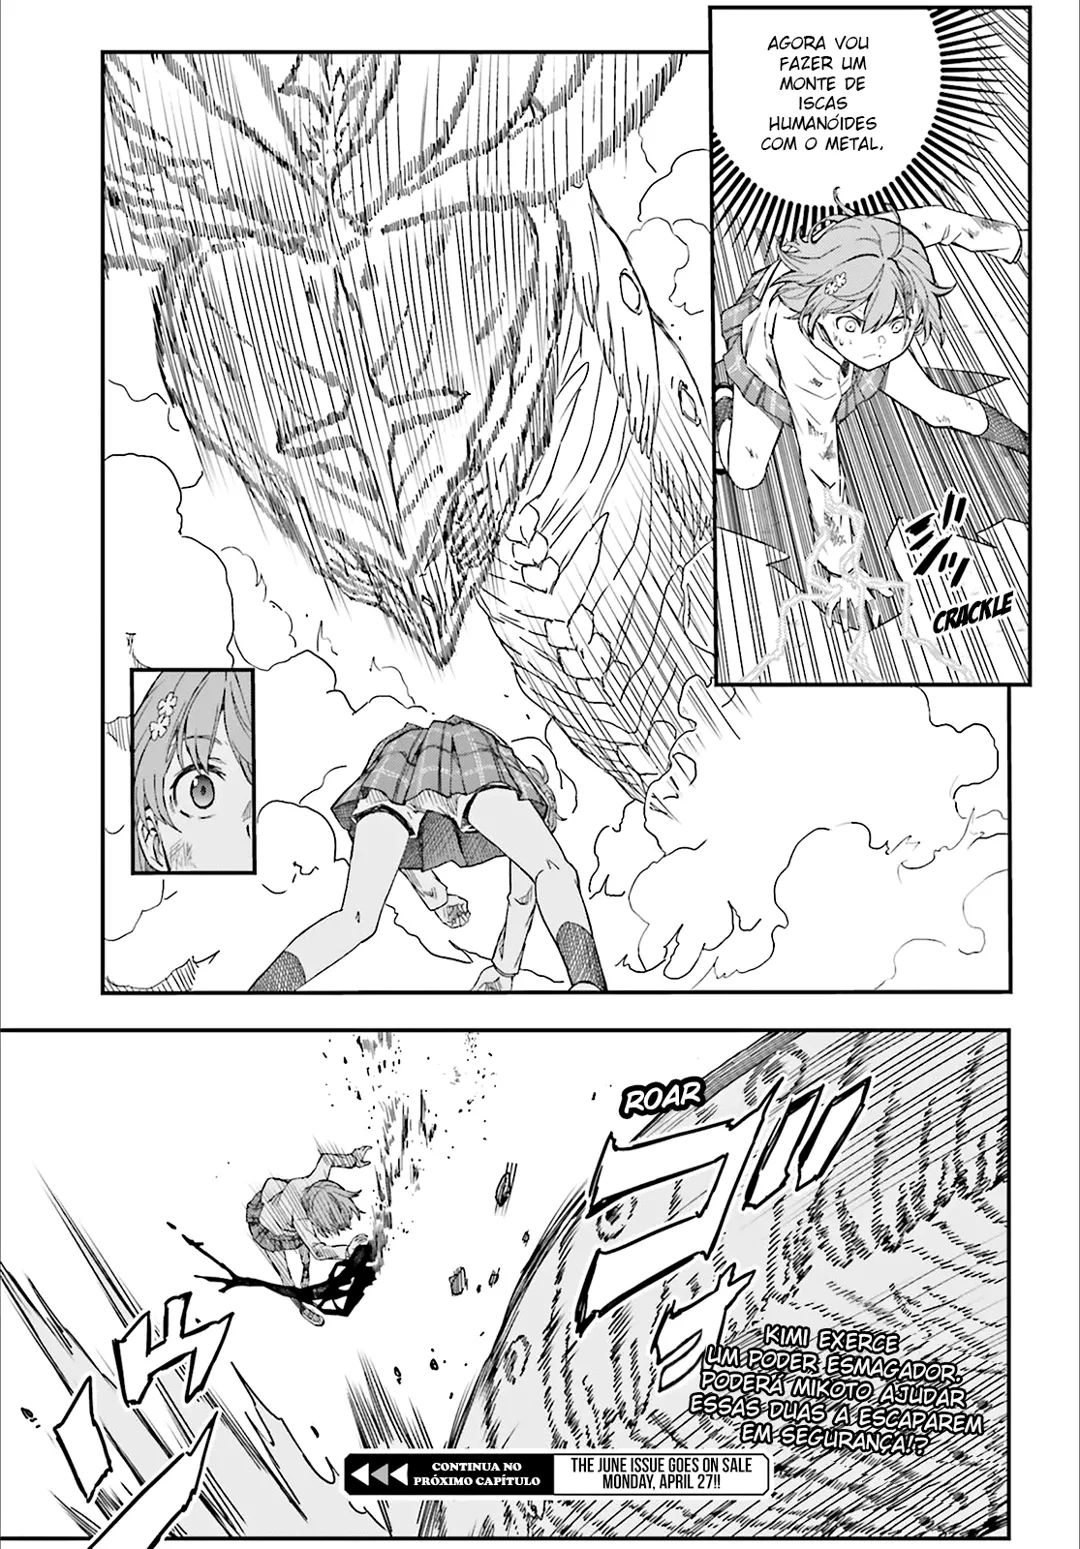 AGORA VOU
FAZER UM
MONTE DE
ISCAS
HUMANÓIDES
COM O METAL.
CRACKLE
ROAR
KIMI EXERCE
UM PODER ESMAGADOR.
PODERÁ MIKOTO AJUDAR
ESSAS DUAS A ESCAPAREM
EM SEGURANÇA!?
CONTINUA NO
PRÓXIMO CAPÍTULO
THE JUNE ISSUE GOES ON SALE
MONDAY, APRIL 27!!